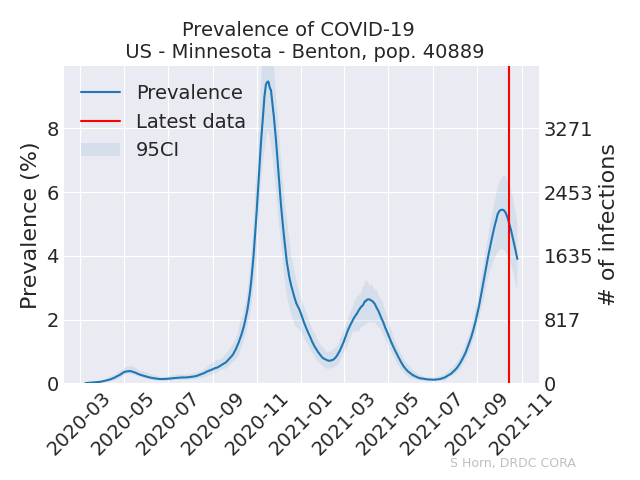 Prevalence of COVID-19
US - Minnesota - Benton, pop. 40889
Prevalence
Latest data
95CI
Prevalence (%)
8
6
4
2
0
# of infections
3271
2453
1635
817
0
2020-03
2020-05
2020-07
2020-09
2020-11
2021-01
2021-03
2021-05
2021-07
2021-09
2021-11
S Horn, DRDC CORA